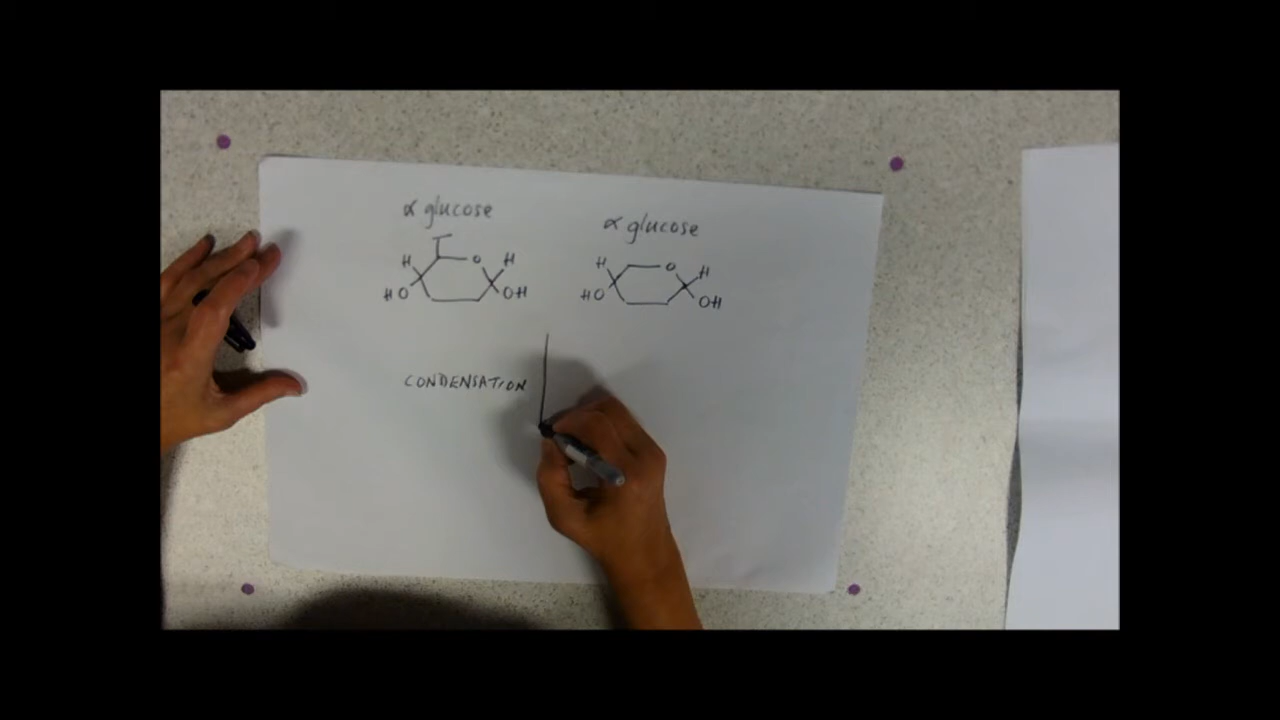 α glucose
α glucose
H O H
HO OH
H O H
HO OH
CONDENSATION